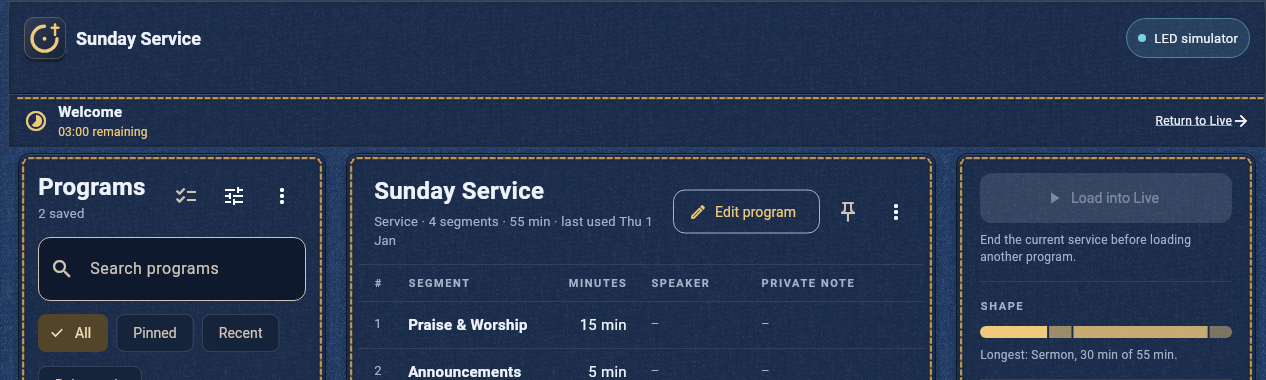 Sunday Service
LED simulator
Welcome
03:00 remaining
Return to Live
Programs
2 saved
Search programs
All
Pinned
Recent
Sunday Service
Service · 4 segments · 55 min · last used Thu 1
Jan
Edit program
# SEGMENT MINUTES SPEAKER PRIVATE NOTE
1 Praise & Worship 15 min – –
2 Announcements 5 min – –
Load into Live
End the current service before loading
another program.
SHAPE
Longest: Sermon, 30 min of 55 min.